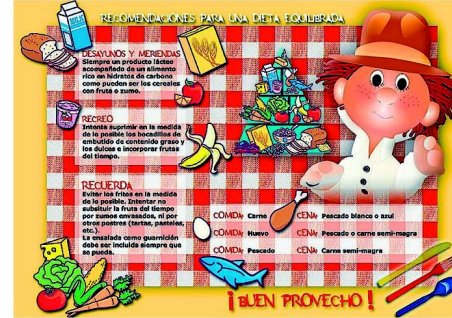 RECOMENDACIONES PARA UNA DIETA EQUILIBRADA
DESAYUNOS Y MERIENDAS
Siempre un producto lácteo
acompañado de un alimento
rico en hidratos de carbono
como pueden ser los cereales
con fruta o zumo.
RECREO
Intenta suprimir en la medida
de lo posible los bocadillos de
embutido de contenido graso y
los dulces e incorporar frutas
del tiempo.
RECUERDA
Evitar los fritos en la medida
de lo posible. Intentar no
substituir la fruta del tiempo
por zumos envasados, ni por
otros postres (tartas, pasteles,
etc.).
La ensalada como guarnición
debe ser incluida siempre que
se pueda.
COMIDA: Carne CENA: Pescado blanco o azul
COMIDA: Huevo CENA: Pescado o carne semi-magra
COMIDA: Pescado CENA: Carne semi-magra
¡BUEN PROVECHO!